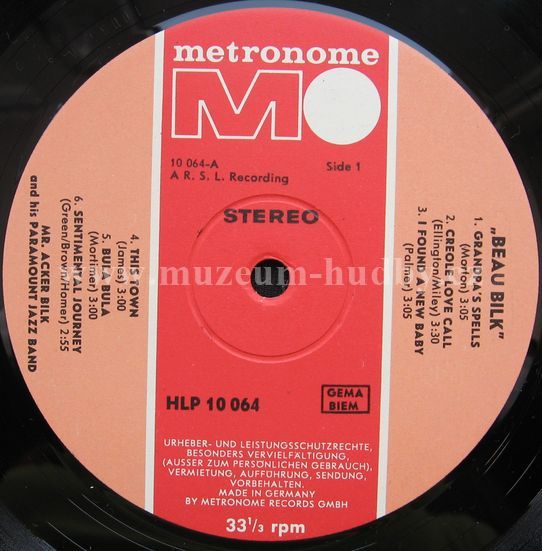 metronome
MO
10 064-A
A R. S. L. Recording
Side 1
STEREO
„BEAU BILK"
1. GRANDPA'S SPELLS
(Morton) 3:05
2. CREOLE LOVE CALL
(Ellington/Miley) 3:30
3. I FOUND A NEW BABY
(Palmer) 3:05
4. THIS TOWN
(James) 3:00
5. BULA BULA
(Mortimer) 3:00
6. SENTIMENTAL JOURNEY
(Green/Brown/Homer) 2:55
MR. ACKER BILK
and his PARAMOUNT JAZZ BAND
www.muzeum-hudby
HLP 10 064
GEMA
BIEM
URHEBER- UND LEISTUNGSSCHUTZRECHTE,
BESONDERS VERVIELFALTIGUNG,
(AUSSER ZUM PERSÖNLICHEN GEBRAUCH),
VERMIETUNG, AUFFÜHRUNG, SENDUNG,
VORBEHALTEN.
MADE IN GERMANY
BY METRONOME RECORDS GMBH
33 1/3 rpm